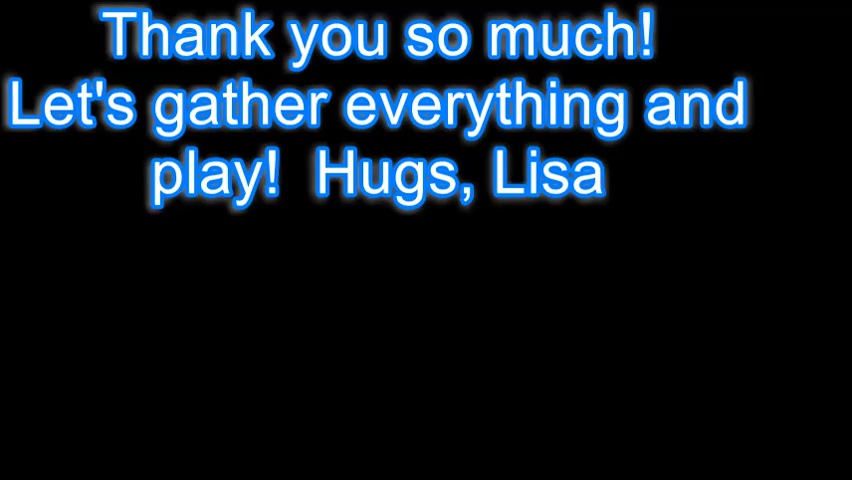 Thank you so much!
Let's gather everything and
play!  Hugs, Lisa